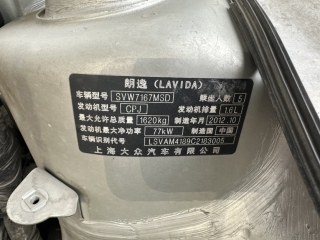 朗逸 (LAVIDA)
车辆型号 SVW7167MSD 乘坐人数 5
发动机型号 CPJ 发动机排量 1.6L
最大允许总质量 1620kg 制造年月 2012.10
发动机最大净功率 77kW 制造国 中国
车辆识别代号 LSVAM4189C2183005
上海大众汽车有限公司